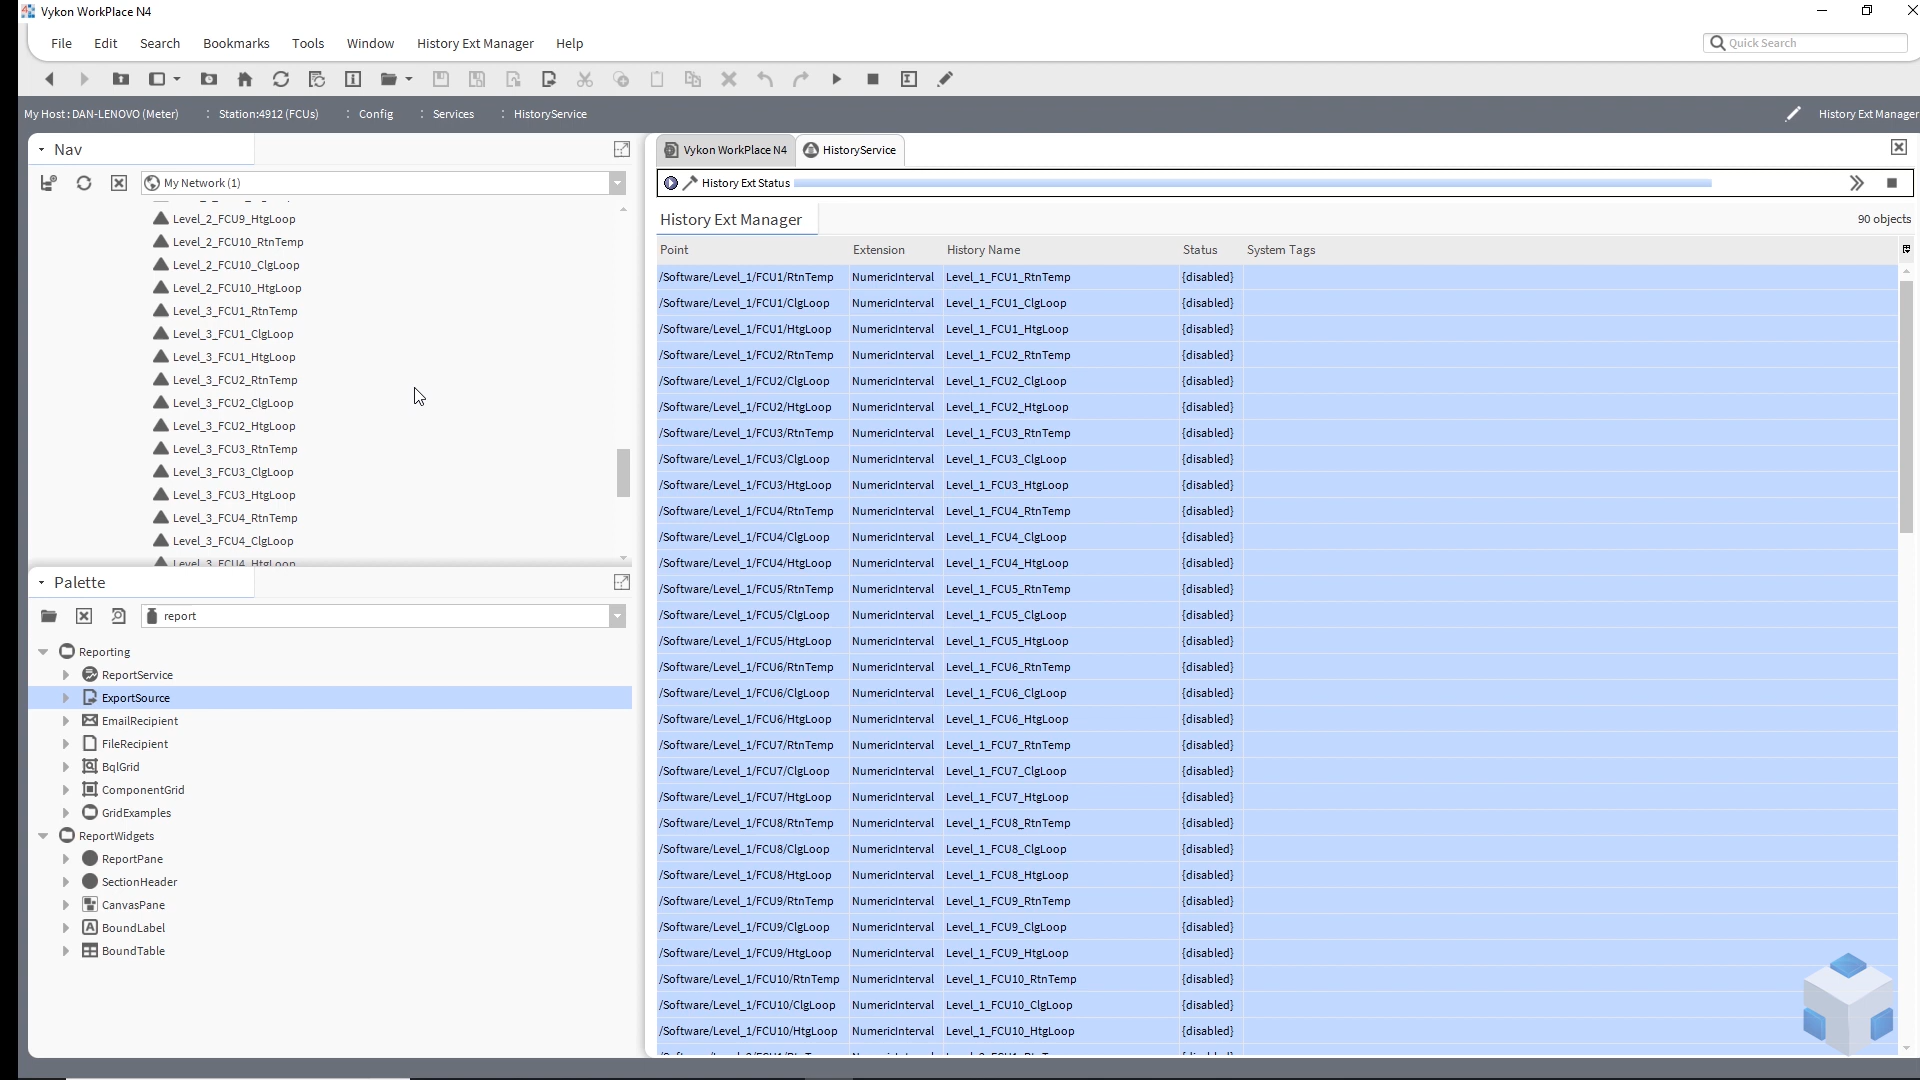 Vykon WorkPlace N4
File Edit Search Bookmarks Tools Window History Ext Manager Help
Quick Search
My Host : DAN-LENOVO (Meter) : Station:4912 (FCUs) : Config : Services : HistoryService
History Ext Manager
Nav
My Network (1)
Level_2_FCU9_HtgLoop
Level_2_FCU10_RtnTemp
Level_2_FCU10_ClgLoop
Level_2_FCU10_HtgLoop
Level_3_FCU1_RtnTemp
Level_3_FCU1_ClgLoop
Level_3_FCU1_HtgLoop
Level_3_FCU2_RtnTemp
Level_3_FCU2_ClgLoop
Level_3_FCU2_HtgLoop
Level_3_FCU3_RtnTemp
Level_3_FCU3_ClgLoop
Level_3_FCU3_HtgLoop
Level_3_FCU4_RtnTemp
Level_3_FCU4_ClgLoop
Level_3_FCU4_HtgLoop
Palette
report
Reporting
ReportService
ExportSource
EmailRecipient
FileRecipient
BqlGrid
ComponentGrid
GridExamples
ReportWidgets
ReportPane
SectionHeader
CanvasPane
BoundLabel
BoundTable
Vykon WorkPlace N4 HistoryService
History Ext Status
History Ext Manager 90 objects
Point Extension History Name Status System Tags
/Software/Level_1/FCU1/RtnTemp NumericInterval Level_1_FCU1_RtnTemp {disabled}
/Software/Level_1/FCU1/ClgLoop NumericInterval Level_1_FCU1_ClgLoop {disabled}
/Software/Level_1/FCU1/HtgLoop NumericInterval Level_1_FCU1_HtgLoop {disabled}
/Software/Level_1/FCU2/RtnTemp NumericInterval Level_1_FCU2_RtnTemp {disabled}
/Software/Level_1/FCU2/ClgLoop NumericInterval Level_1_FCU2_ClgLoop {disabled}
/Software/Level_1/FCU2/HtgLoop NumericInterval Level_1_FCU2_HtgLoop {disabled}
/Software/Level_1/FCU3/RtnTemp NumericInterval Level_1_FCU3_RtnTemp {disabled}
/Software/Level_1/FCU3/ClgLoop NumericInterval Level_1_FCU3_ClgLoop {disabled}
/Software/Level_1/FCU3/HtgLoop NumericInterval Level_1_FCU3_HtgLoop {disabled}
/Software/Level_1/FCU4/RtnTemp NumericInterval Level_1_FCU4_RtnTemp {disabled}
/Software/Level_1/FCU4/ClgLoop NumericInterval Level_1_FCU4_ClgLoop {disabled}
/Software/Level_1/FCU4/HtgLoop NumericInterval Level_1_FCU4_HtgLoop {disabled}
/Software/Level_1/FCU5/RtnTemp NumericInterval Level_1_FCU5_RtnTemp {disabled}
/Software/Level_1/FCU5/ClgLoop NumericInterval Level_1_FCU5_ClgLoop {disabled}
/Software/Level_1/FCU5/HtgLoop NumericInterval Level_1_FCU5_HtgLoop {disabled}
/Software/Level_1/FCU6/RtnTemp NumericInterval Level_1_FCU6_RtnTemp {disabled}
/Software/Level_1/FCU6/ClgLoop NumericInterval Level_1_FCU6_ClgLoop {disabled}
/Software/Level_1/FCU6/HtgLoop NumericInterval Level_1_FCU6_HtgLoop {disabled}
/Software/Level_1/FCU7/RtnTemp NumericInterval Level_1_FCU7_RtnTemp {disabled}
/Software/Level_1/FCU7/ClgLoop NumericInterval Level_1_FCU7_ClgLoop {disabled}
/Software/Level_1/FCU7/HtgLoop NumericInterval Level_1_FCU7_HtgLoop {disabled}
/Software/Level_1/FCU8/RtnTemp NumericInterval Level_1_FCU8_RtnTemp {disabled}
/Software/Level_1/FCU8/ClgLoop NumericInterval Level_1_FCU8_ClgLoop {disabled}
/Software/Level_1/FCU8/HtgLoop NumericInterval Level_1_FCU8_HtgLoop {disabled}
/Software/Level_1/FCU9/RtnTemp NumericInterval Level_1_FCU9_RtnTemp {disabled}
/Software/Level_1/FCU9/ClgLoop NumericInterval Level_1_FCU9_ClgLoop {disabled}
/Software/Level_1/FCU9/HtgLoop NumericInterval Level_1_FCU9_HtgLoop {disabled}
/Software/Level_1/FCU10/RtnTemp NumericInterval Level_1_FCU10_RtnTemp {disabled}
/Software/Level_1/FCU10/ClgLoop NumericInterval Level_1_FCU10_ClgLoop {disabled}
/Software/Level_1/FCU10/HtgLoop NumericInterval Level_1_FCU10_HtgLoop {disabled}